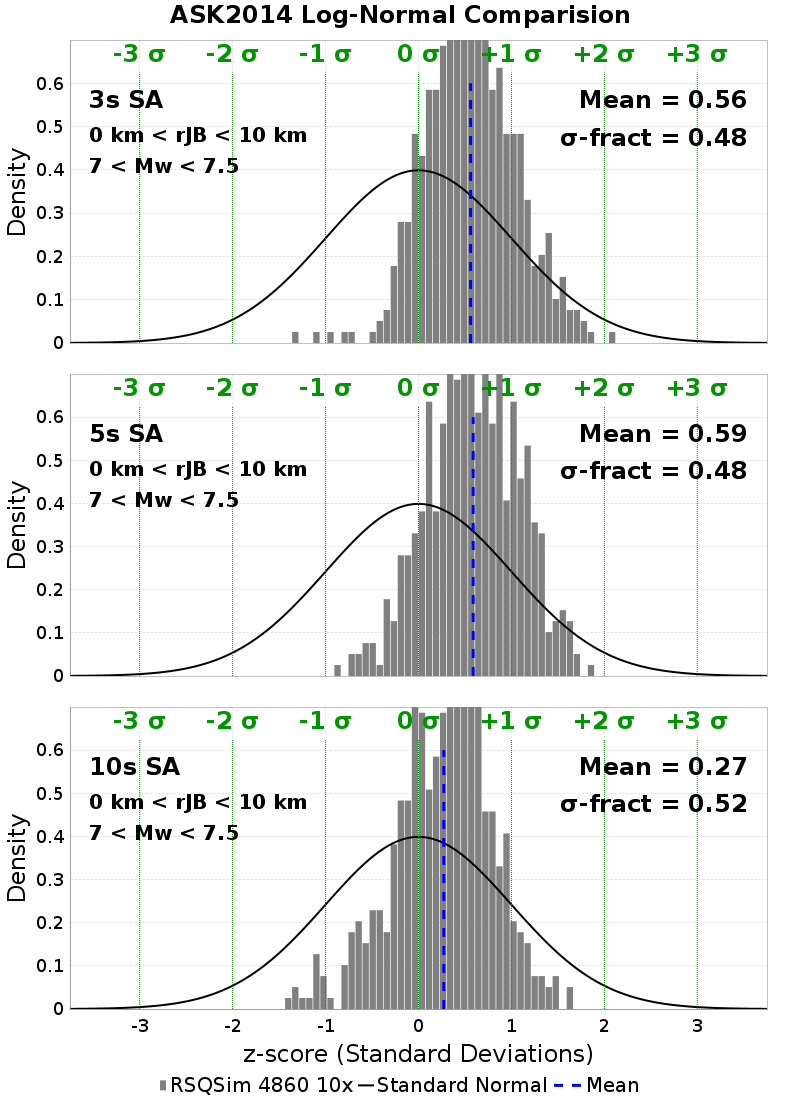 ASK2014 Log-Normal Comparision
-3 σ -2 σ -1 σ 0 σ +1 σ +2 σ +3 σ
3s SA
0 km < rJB < 10 km
7 < Mw < 7.5
Mean = 0.56
σ-fract = 0.48
Density
0.6
0.5
0.4
0.3
0.2
0.1
0
-3 σ -2 σ -1 σ 0 σ +1 σ +2 σ +3 σ
5s SA
0 km < rJB < 10 km
7 < Mw < 7.5
Mean = 0.59
σ-fract = 0.48
Density
0.6
0.5
0.4
0.3
0.2
0.1
0
-3 σ -2 σ -1 σ 0 σ +1 σ +2 σ +3 σ
10s SA
0 km < rJB < 10 km
7 < Mw < 7.5
Mean = 0.27
σ-fract = 0.52
Density
0.6
0.5
0.4
0.3
0.2
0.1
0
-3 -2 -1 0 1 2 3
z-score (Standard Deviations)
RSQSim 4860 10x Standard Normal Mean